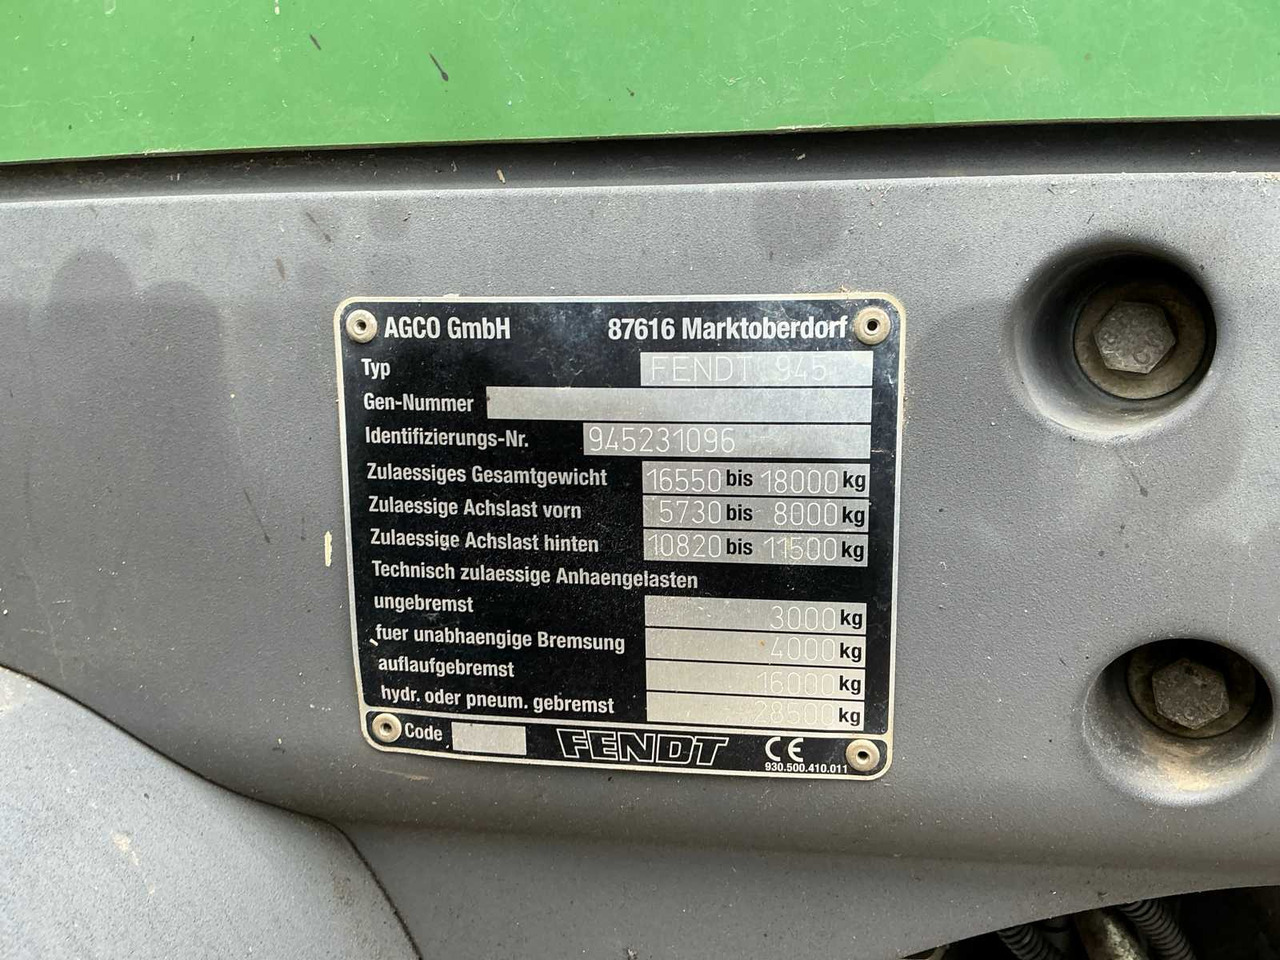 AGCO GmbH 87616 Marktoberdorf
Typ FENDT 945
Gen-Nummer
Identifizierungs-Nr. 945231096
Zulaessiges Gesamtgewicht 16550 bis 18000 kg
Zulaessige Achslast vorn 5730 bis 8000 kg
Zulaessige Achslast hinten 10820 bis 11500 kg
Technisch zulaessige Anhaengelasten
ungebremst 3000 kg
fuer unabhaengige Bremsung 4000 kg
auflaufgebremst 16000 kg
hydr. oder pneum. gebremst 28500 kg
Code FENDT CE
930.500.410.011